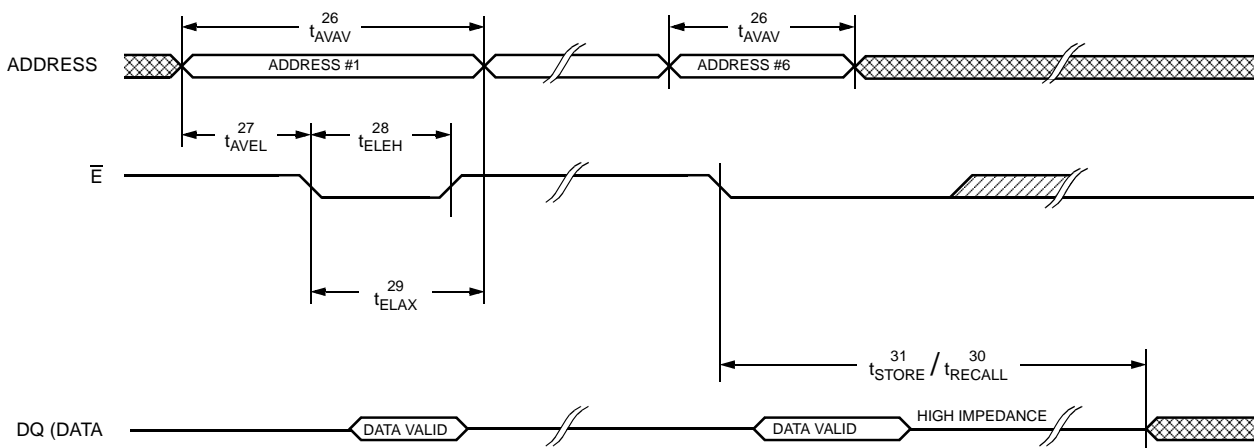 26
tAVAV
26
tAVAV
ADDRESS
ADDRESS #1
ADDRESS #6
27
tAVEL
28
tELEH
E
29
tELAX
31 30
tSTORE / tRECALL
DQ (DATA
DATA VALID
DATA VALID
HIGH IMPEDANCE